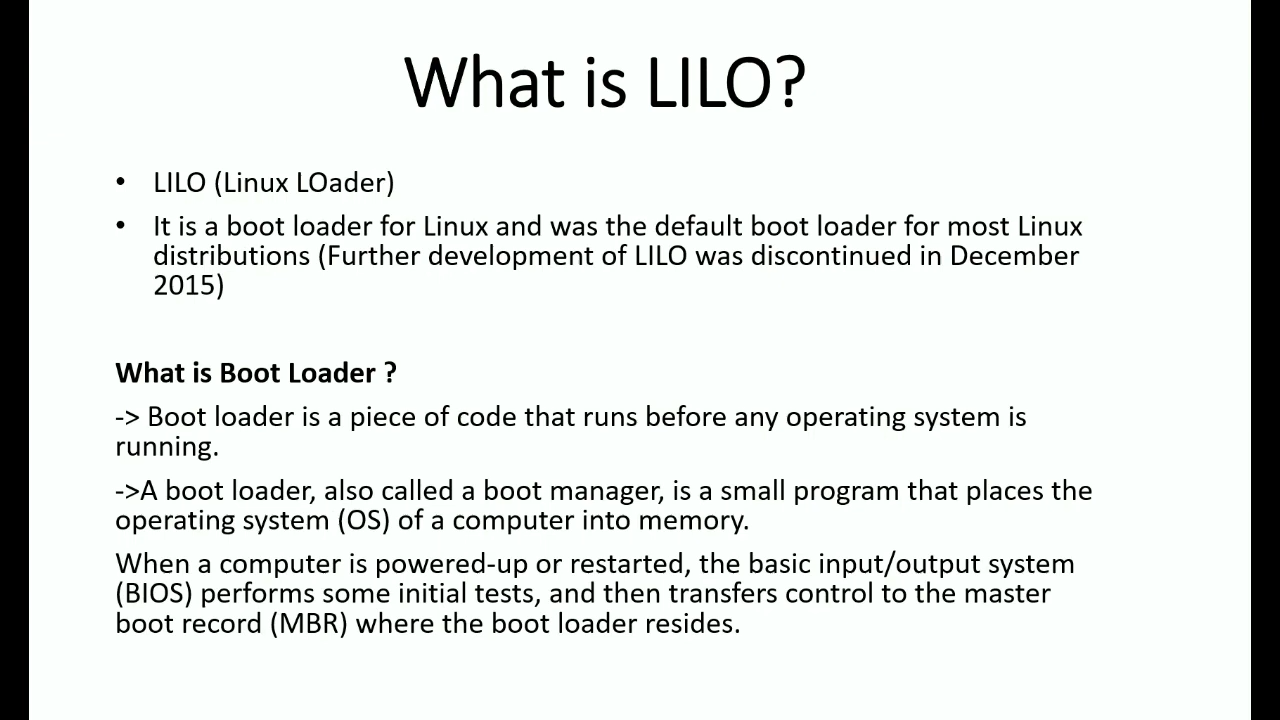 What is LILO?
• LILO (Linux LOader)
• It is a boot loader for Linux and was the default boot loader for most Linux
distributions (Further development of LILO was discontinued in December
2015)
What is Boot Loader ?
-> Boot loader is a piece of code that runs before any operating system is
running.
->A boot loader, also called a boot manager, is a small program that places the
operating system (OS) of a computer into memory.
When a computer is powered-up or restarted, the basic input/output system
(BIOS) performs some initial tests, and then transfers control to the master
boot record (MBR) where the boot loader resides.